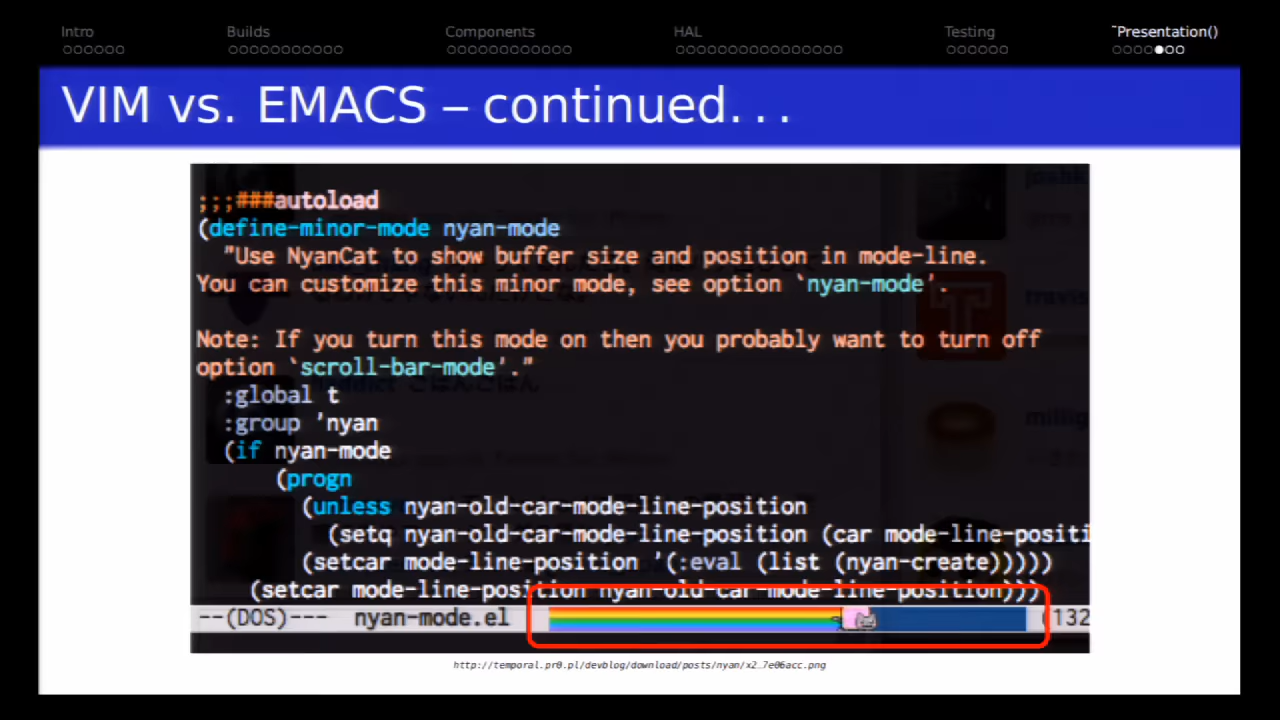 Intro Builds Components HAL Testing ~Presentation()
VIM vs. EMACS – continued. . .
;;;###autoload
(define-minor-mode nyan-mode
"Use NyanCat to show buffer size and position in mode-line.
You can customize this minor mode, see option `nyan-mode'.
Note: If you turn this mode on then you probably want to turn off
option `scroll-bar-mode'."
:global t
:group 'nyan
(if nyan-mode
(progn
(unless nyan-old-car-mode-line-position
(setq nyan-old-car-mode-line-position (car mode-line-positi
(setcar mode-line-position '(:eval (list (nyan-create)))))
(setcar mode-line-position nyan-old-car-mode-line-position)))
--(DOS)--- nyan-mode.el (132
http://temporal.pr0.pl/devblog/download/posts/nyan/x2_7e06acc.png